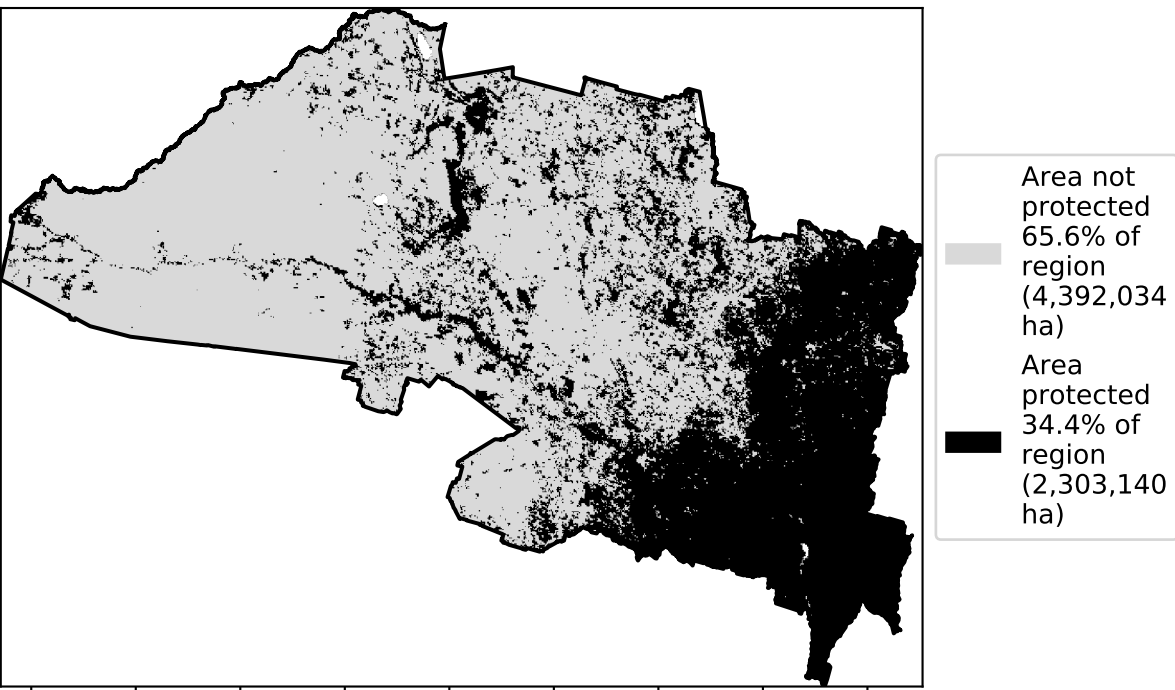 Area not
protected
65.6% of
region
(4,392,034
ha)
Area
protected
34.4% of
region
(2,303,140
ha)